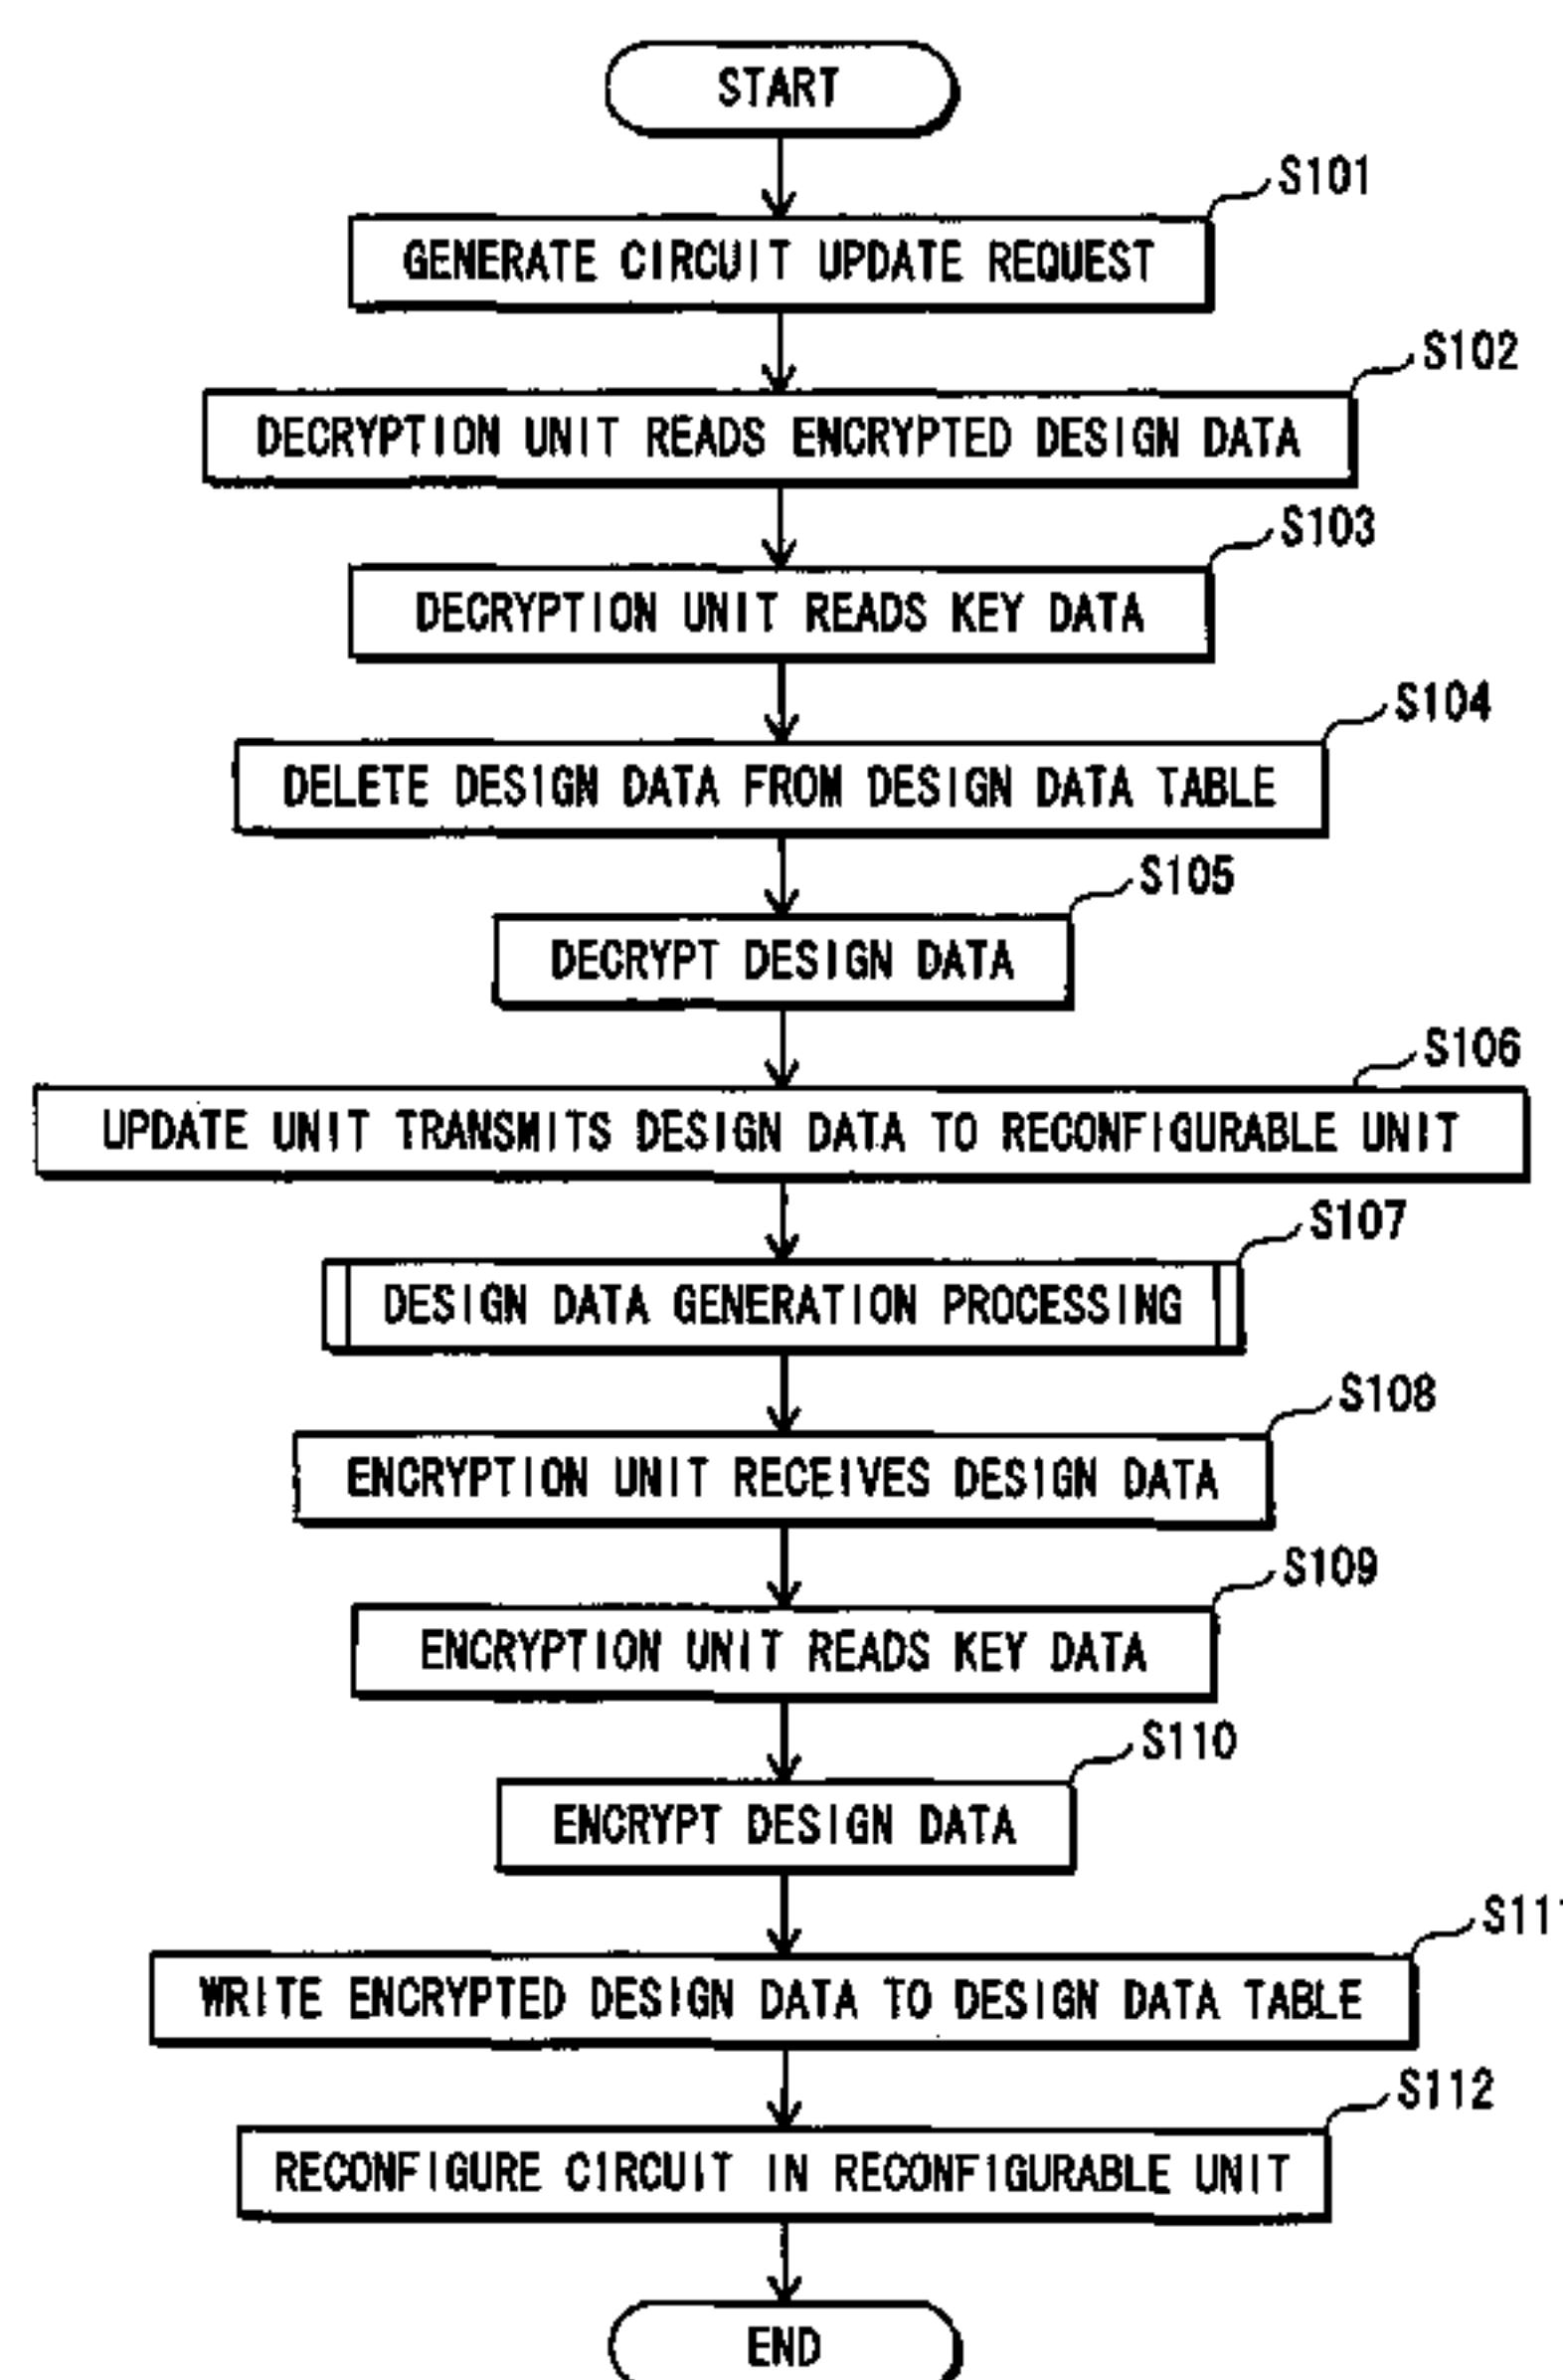 START
S101
GENERATE CIRCUIT UPDATE REQUEST
S102
DECRYPTION UNIT READS ENCRYPTED DESIGN DATA
S103
DECRYPTION UNIT READS KEY DATA
S104
DELETE DESIGN DATA FROM DESIGN DATA TABLE
S105
DECRYPT DESIGN DATA
S106
UPDATE UNIT TRANSMITS DESIGN DATA TO RECONFIGURABLE UNIT
S107
DESIGN DATA GENERATION PROCESSING
S108
ENCRYPTION UNIT RECEIVES DESIGN DATA
S109
ENCRYPTION UNIT READS KEY DATA
S110
ENCRYPT DESIGN DATA
S111
WRITE ENCRYPTED DESIGN DATA TO DESIGN DATA TABLE
S112
RECONFIGURE CIRCUIT IN RECONFIGURABLE UNIT
END